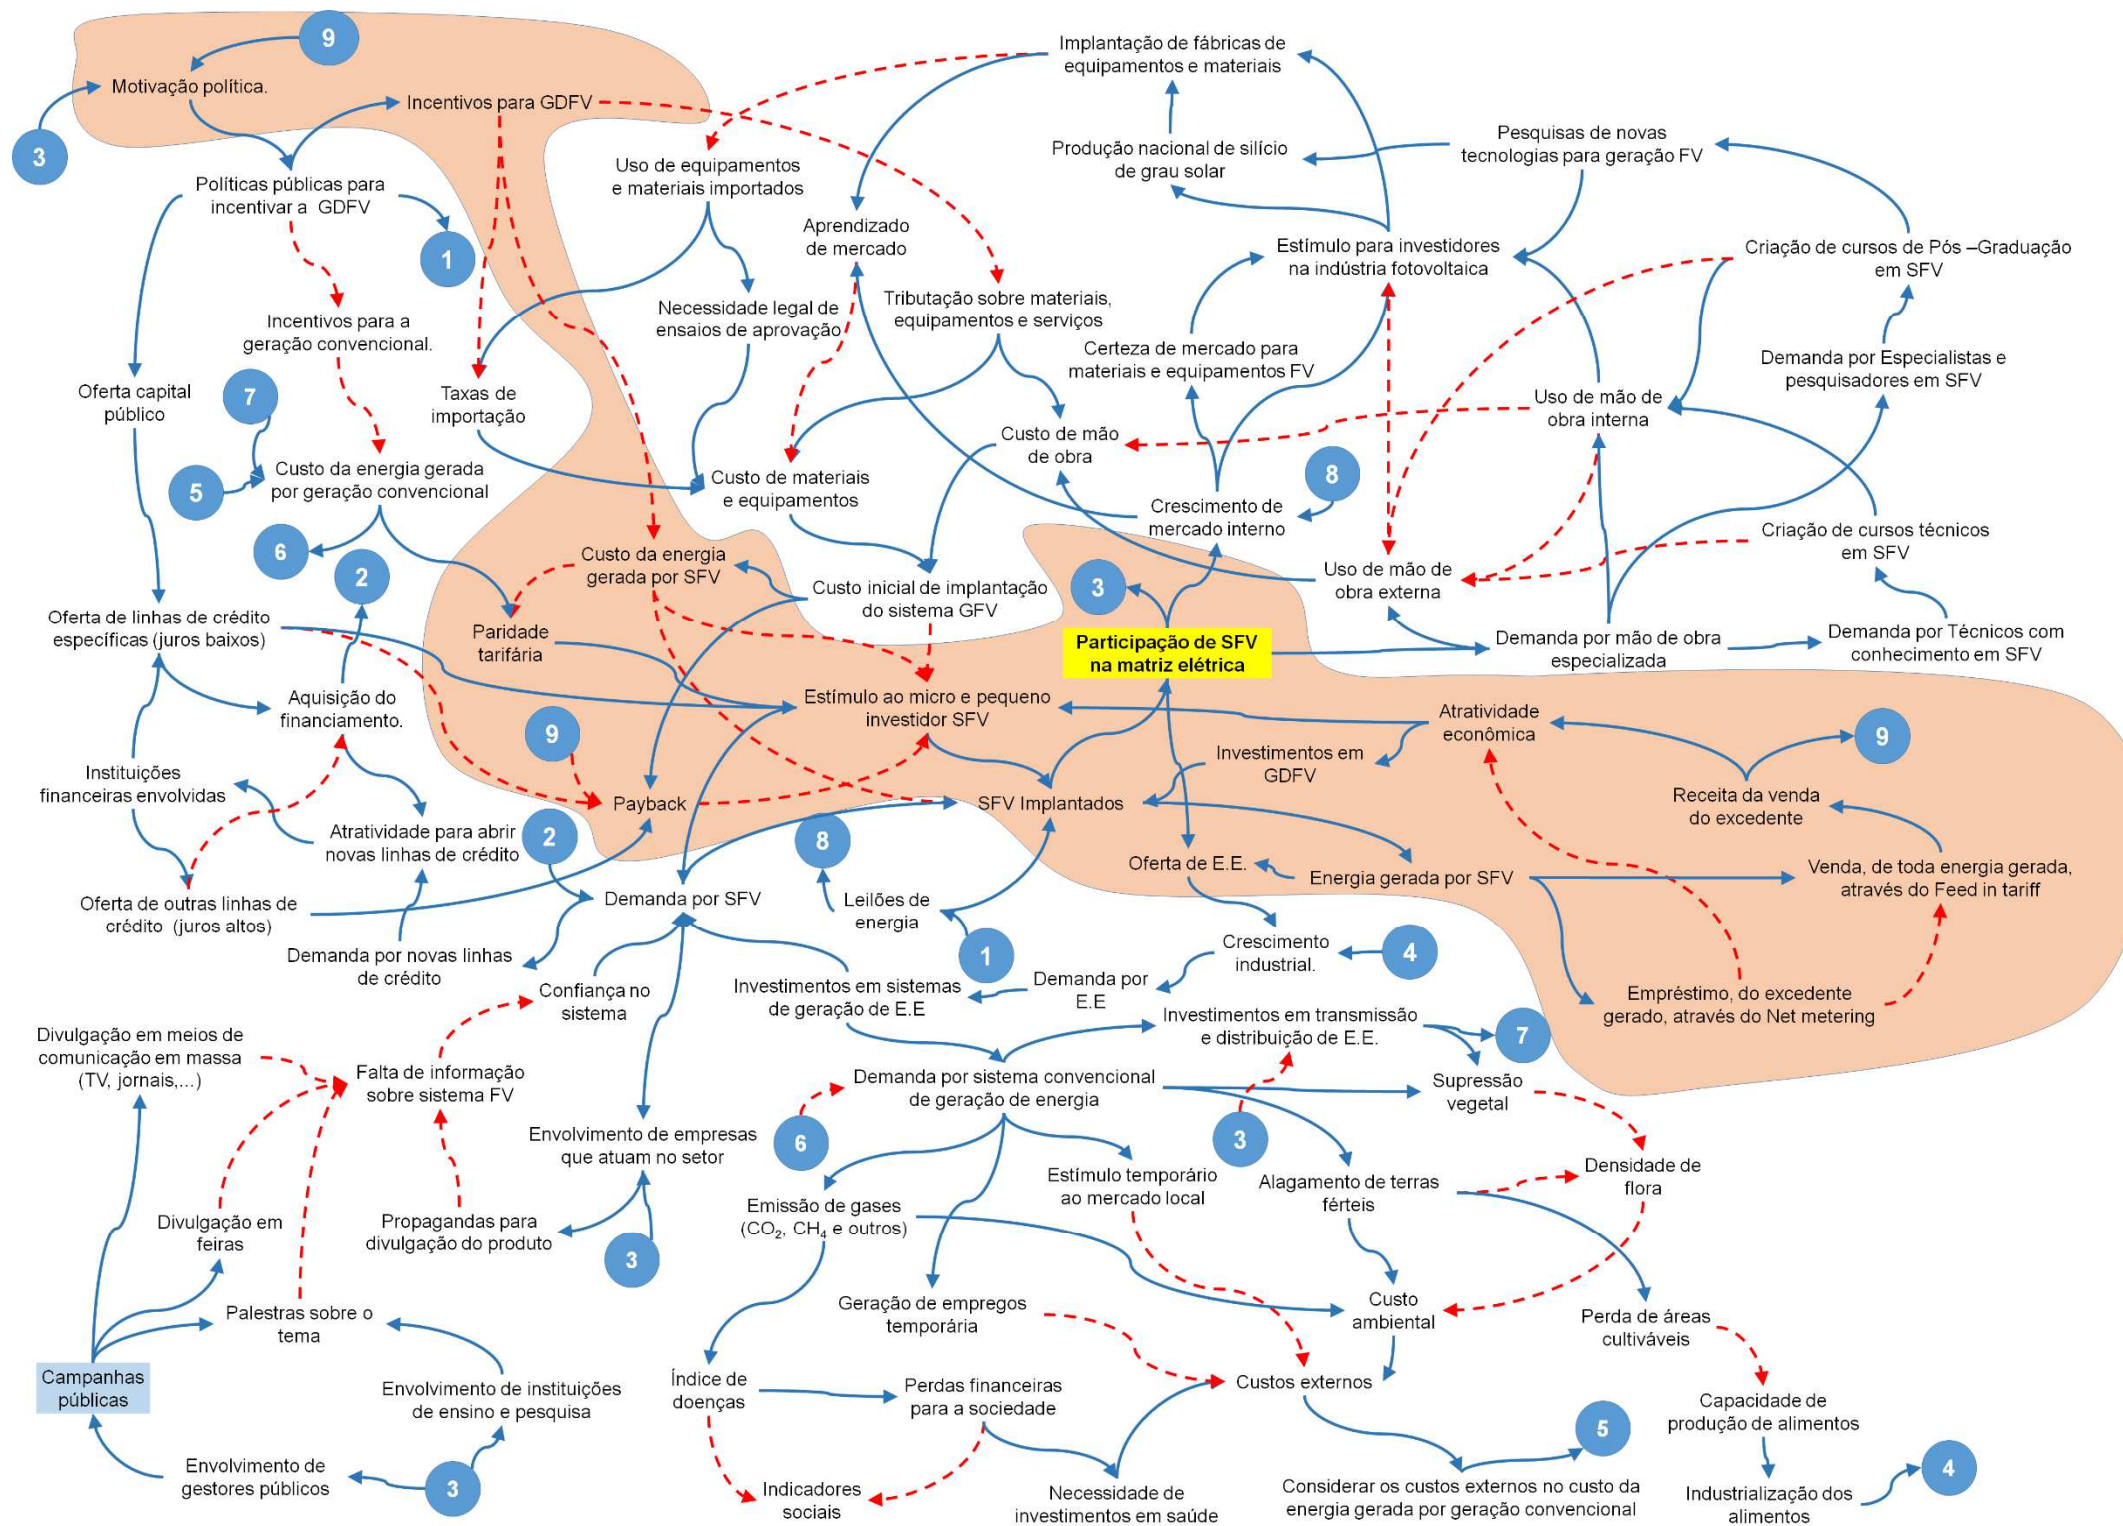 9
Motivação política.
3
Incentivos para GDFV
Políticas públicas para
incentivar a GDFV
1
Incentivos para a
geração convencional.
Oferta capital
público
7
5
Custo da energia gerada
por geração convencional
6
2
Taxas de
importação
Uso de equipamentos
e materiais importados
Necessidade legal de
ensaios de aprovação
Aprendizado
de mercado
Implantação de fábricas de
equipamentos e materiais
Produção nacional de silício
de grau solar
Pesquisas de novas
tecnologias para geração FV
Tributação sobre materiais,
equipamentos e serviços
Estímulo para investidores
na indústria fotovoltaica
Criação de cursos de Pós –Graduação
em SFV
Certeza de mercado para
materiais e equipamentos FV
Demanda por Especialistas e
pesquisadores em SFV
Uso de mão de
obra interna
Custo de mão
de obra
Custo de materiais
e equipamentos
Crescimento de
mercado interno
8
Criação de cursos técnicos
em SFV
Custo da energia
gerada por SFV
Custo inicial de implantação
do sistema GFV
3
Uso de mão de
obra externa
Oferta de linhas de crédito
específicas (juros baixos)
Paridade
tarifária
Participação de SFV
na matriz elétrica
Demanda por mão de obra
especializada
Demanda por Técnicos com
conhecimento em SFV
Aquisição do
financiamento.
Estímulo ao micro e pequeno
investidor SFV
Atratividade
econômica
9
9
Investimentos em
GDFV
Instituições
financeiras envolvidas
Payback
SFV Implantados
Receita da venda
do excedente
Atratividade para abrir
novas linhas de crédito
2
8
Oferta de E.E.
Energia gerada por SFV
Venda, de toda energia gerada,
através do Feed in tariff
Oferta de outras linhas de
crédito (juros altos)
Demanda por SFV
Leilões de
energia
1
Crescimento
industrial.
4
Demanda por novas linhas
de crédito
Confiança no
sistema
Investimentos em sistemas
de geração de E.E
Demanda por
E.E
Empréstimo, do excedente
gerado, através do Net metering
Investimentos em transmissão
e distribuição de E.E.
7
Divulgação em meios de
comunicação em massa
(TV, jornais,...)
Falta de informação
sobre sistema FV
Demanda por sistema convencional
de geração de energia
Supressão
vegetal
6
3
Envolvimento de empresas
que atuam no setor
Estímulo temporário
ao mercado local
Alagamento de terras
férteis
Densidade de
flora
Divulgação em
feiras
Propagandas para
divulgação do produto
3
Emissão de gases
(CO2, CH4 e outros)
Palestras sobre o
tema
Geração de empregos
temporária
Custo
ambiental
Perda de áreas
cultiváveis
Campanhas
públicas
Envolvimento de instituições
de ensino e pesquisa
Índice de
doenças
Perdas financeiras
para a sociedade
Custos externos
Capacidade de
produção de alimentos
5
4
Envolvimento de
gestores públicos
3
Indicadores
sociais
Necessidade de
investimentos em saúde
Considerar os custos externos no custo da
energia gerada por geração convencional
Industrialização dos
alimentos